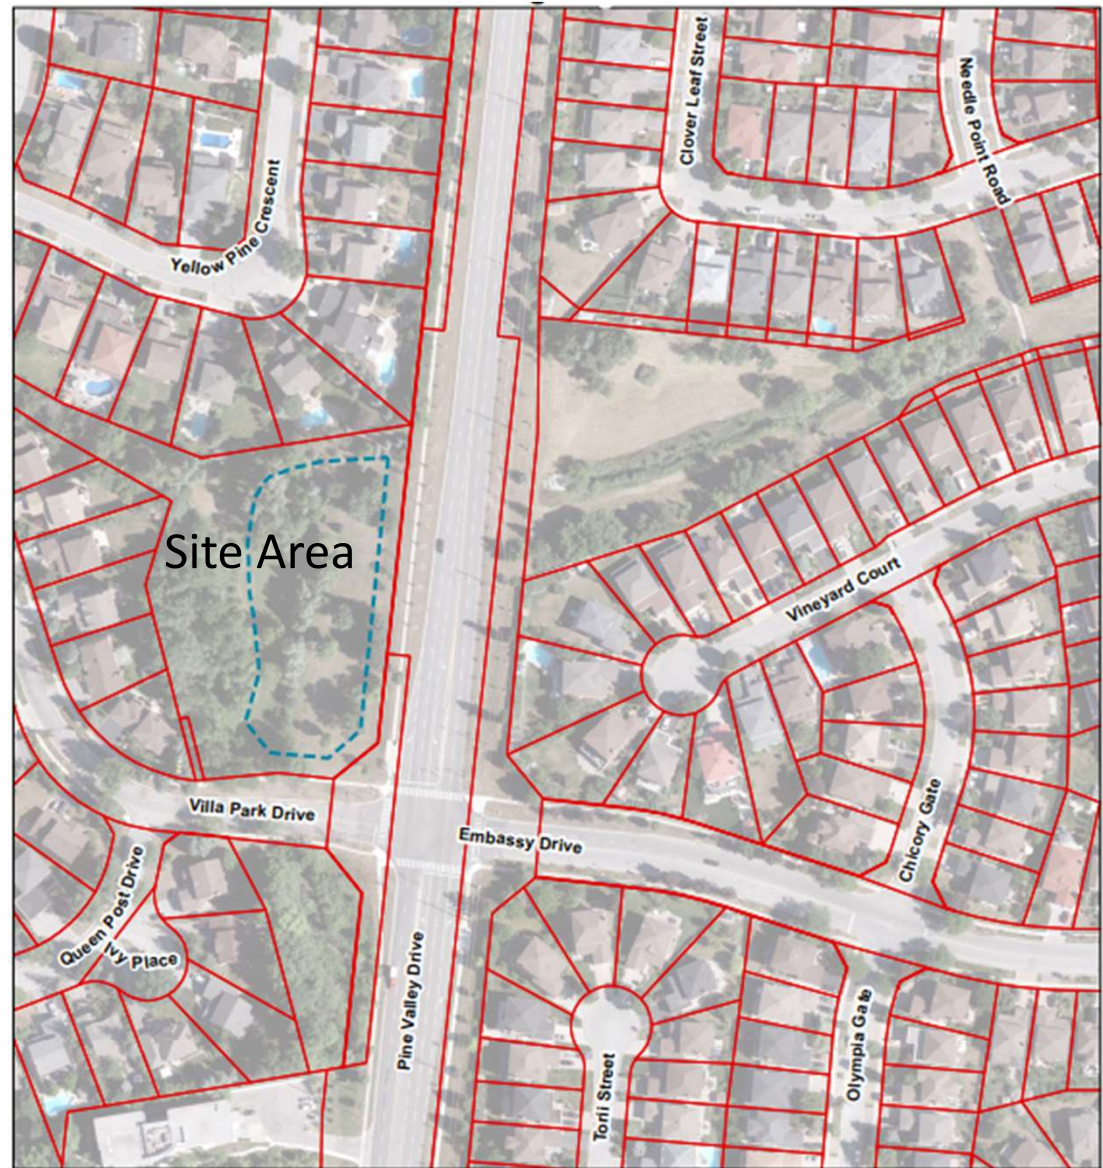 Clover Leaf Street
Needle Point Road
Yellow Pine Crescent
Site Area
Vineyard Court
Villa Park Drive
Embassy Drive
Chicory Gate
Queen Post Drive
Ivy Place
Pine Valley Drive
Olympia Gate
Torii Street